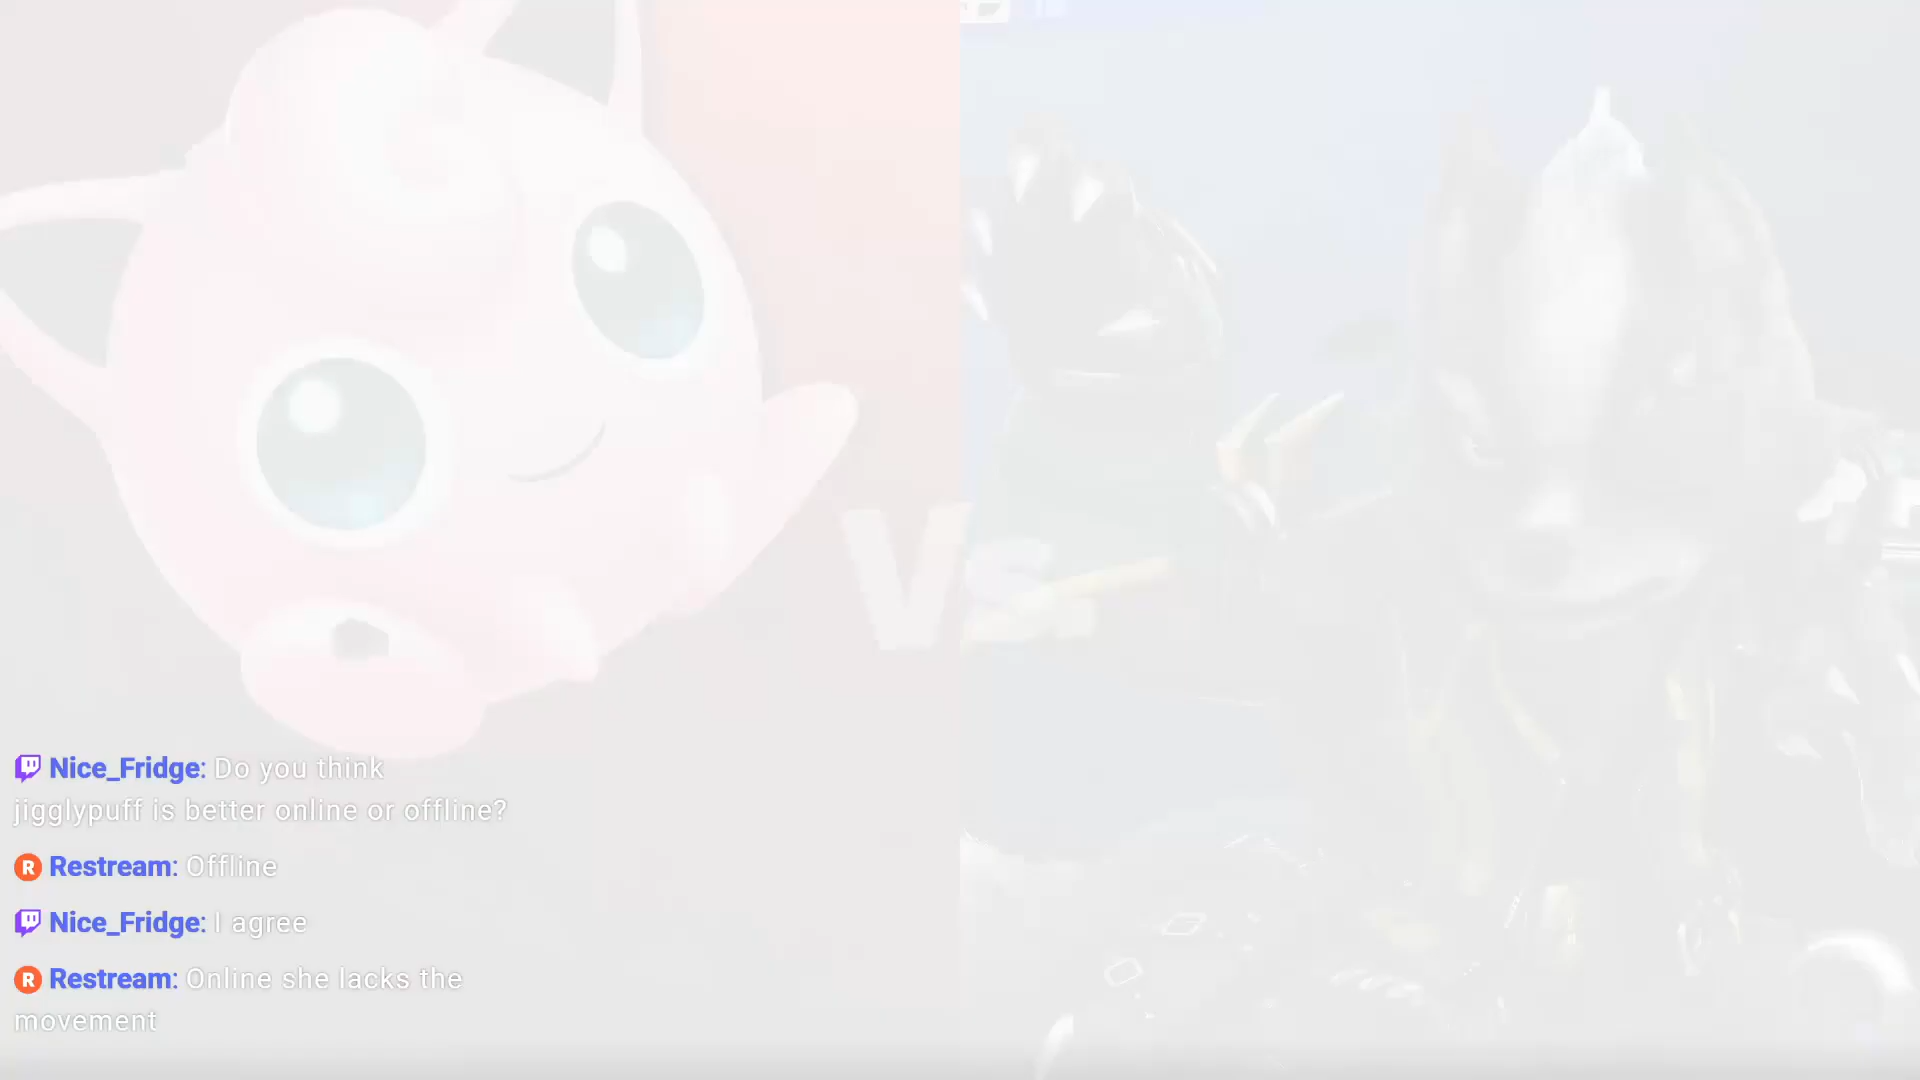 VS
Nice_Fridge: Do you think
jigglypuff is better online or offline?
Restream: Offline
Nice_Fridge: I agree
Restream: Online she lacks the
movement